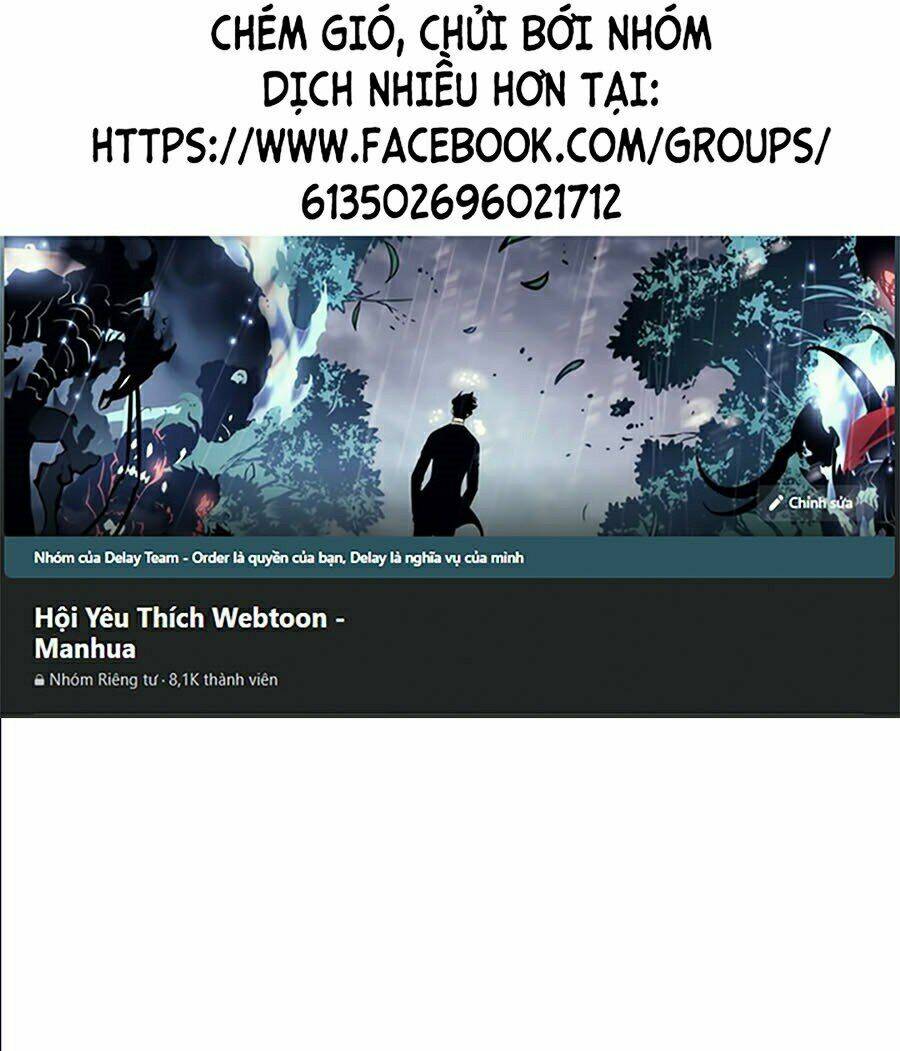 CHÉM GIÓ, CHỬI BỚI NHÓM
DỊCH NHIỀU HƠN TẠI:
HTTPS://WWW.FACEBOOK.COM/GROUPS/
613502696021712
Chỉnh sửa
Nhóm của Delay Team - Order là quyền của bạn, Delay là nghĩa vụ của mình
Hội Yêu Thích Webtoon -
Manhua
Nhóm Riêng tư · 8,1K thành viên